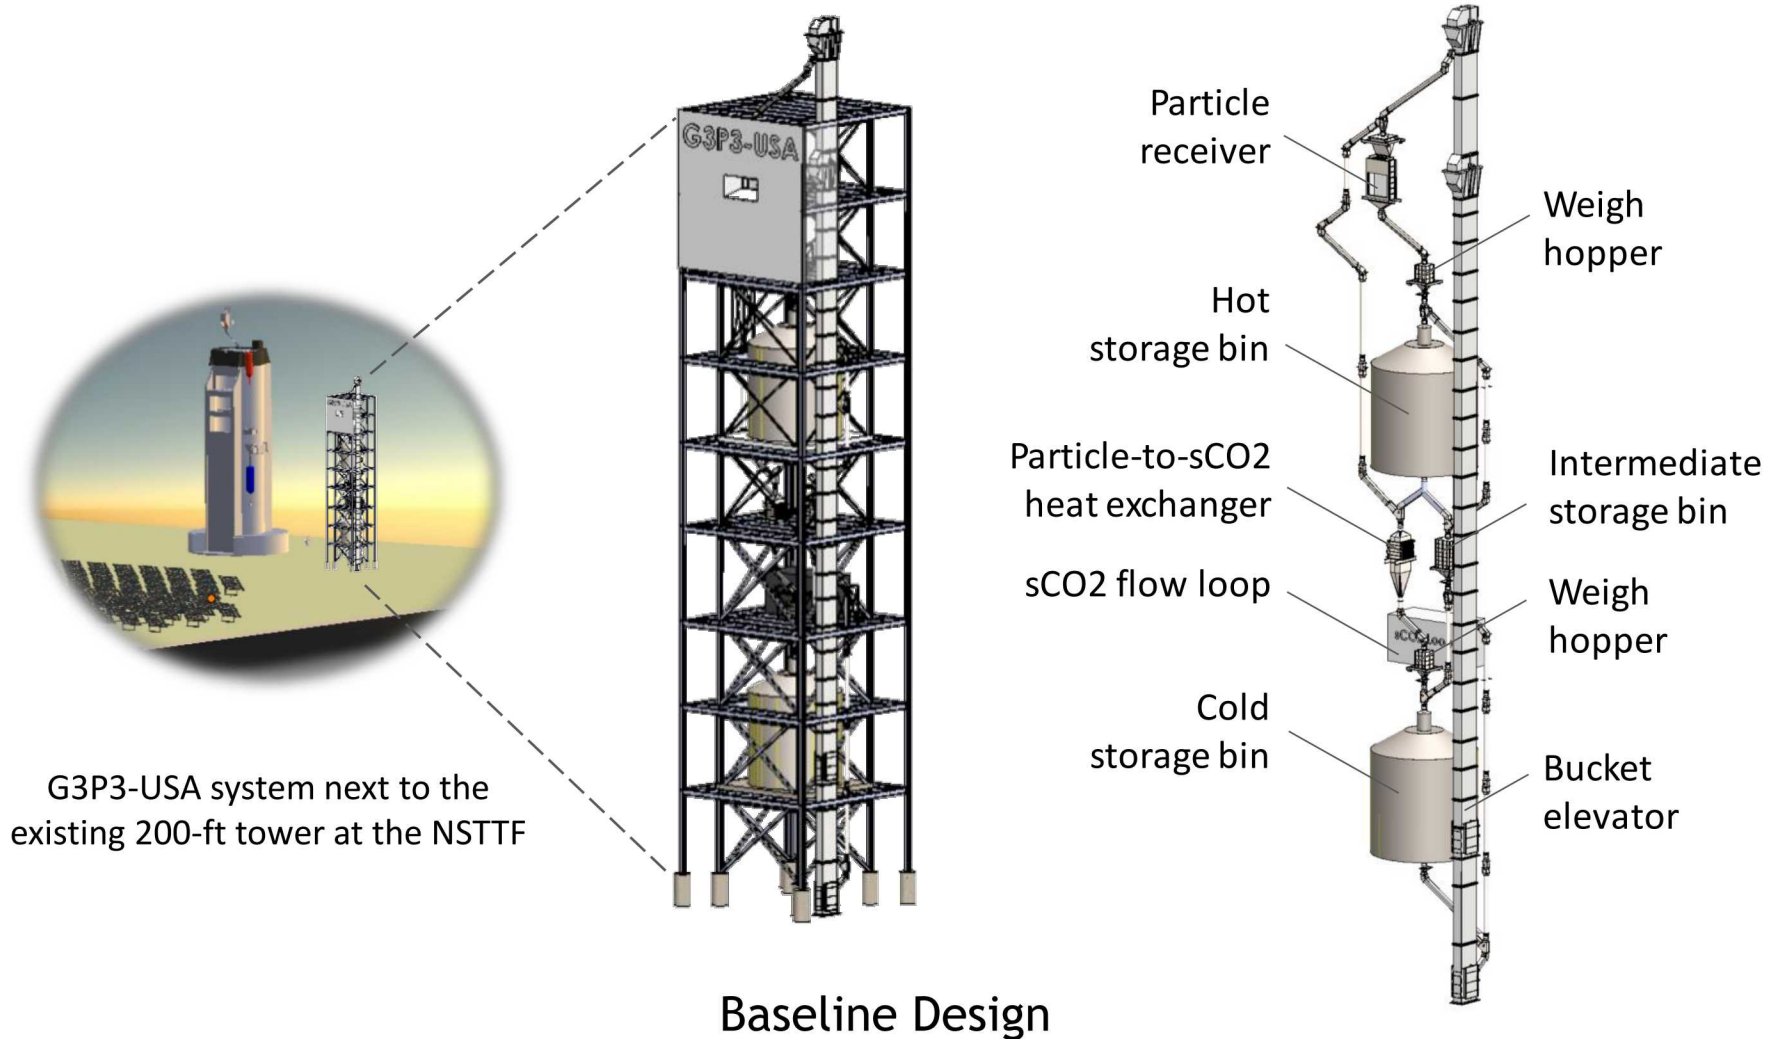 G3P3-USA
Particle
receiver
Weigh
hopper
Hot
storage bin
Particle-to-sCO2
heat exchanger
Intermediate
storage bin
sCO2 flow loop
Weigh
hopper
Cold
storage bin
Bucket
elevator
G3P3-USA system next to the
existing 200-ft tower at the NSTTF
Baseline Design